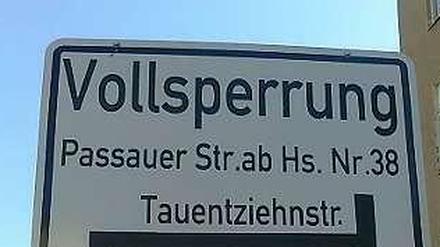 Vollsperrung
Passauer Str.ab Hs. Nr.38
Tauentziehnstr.